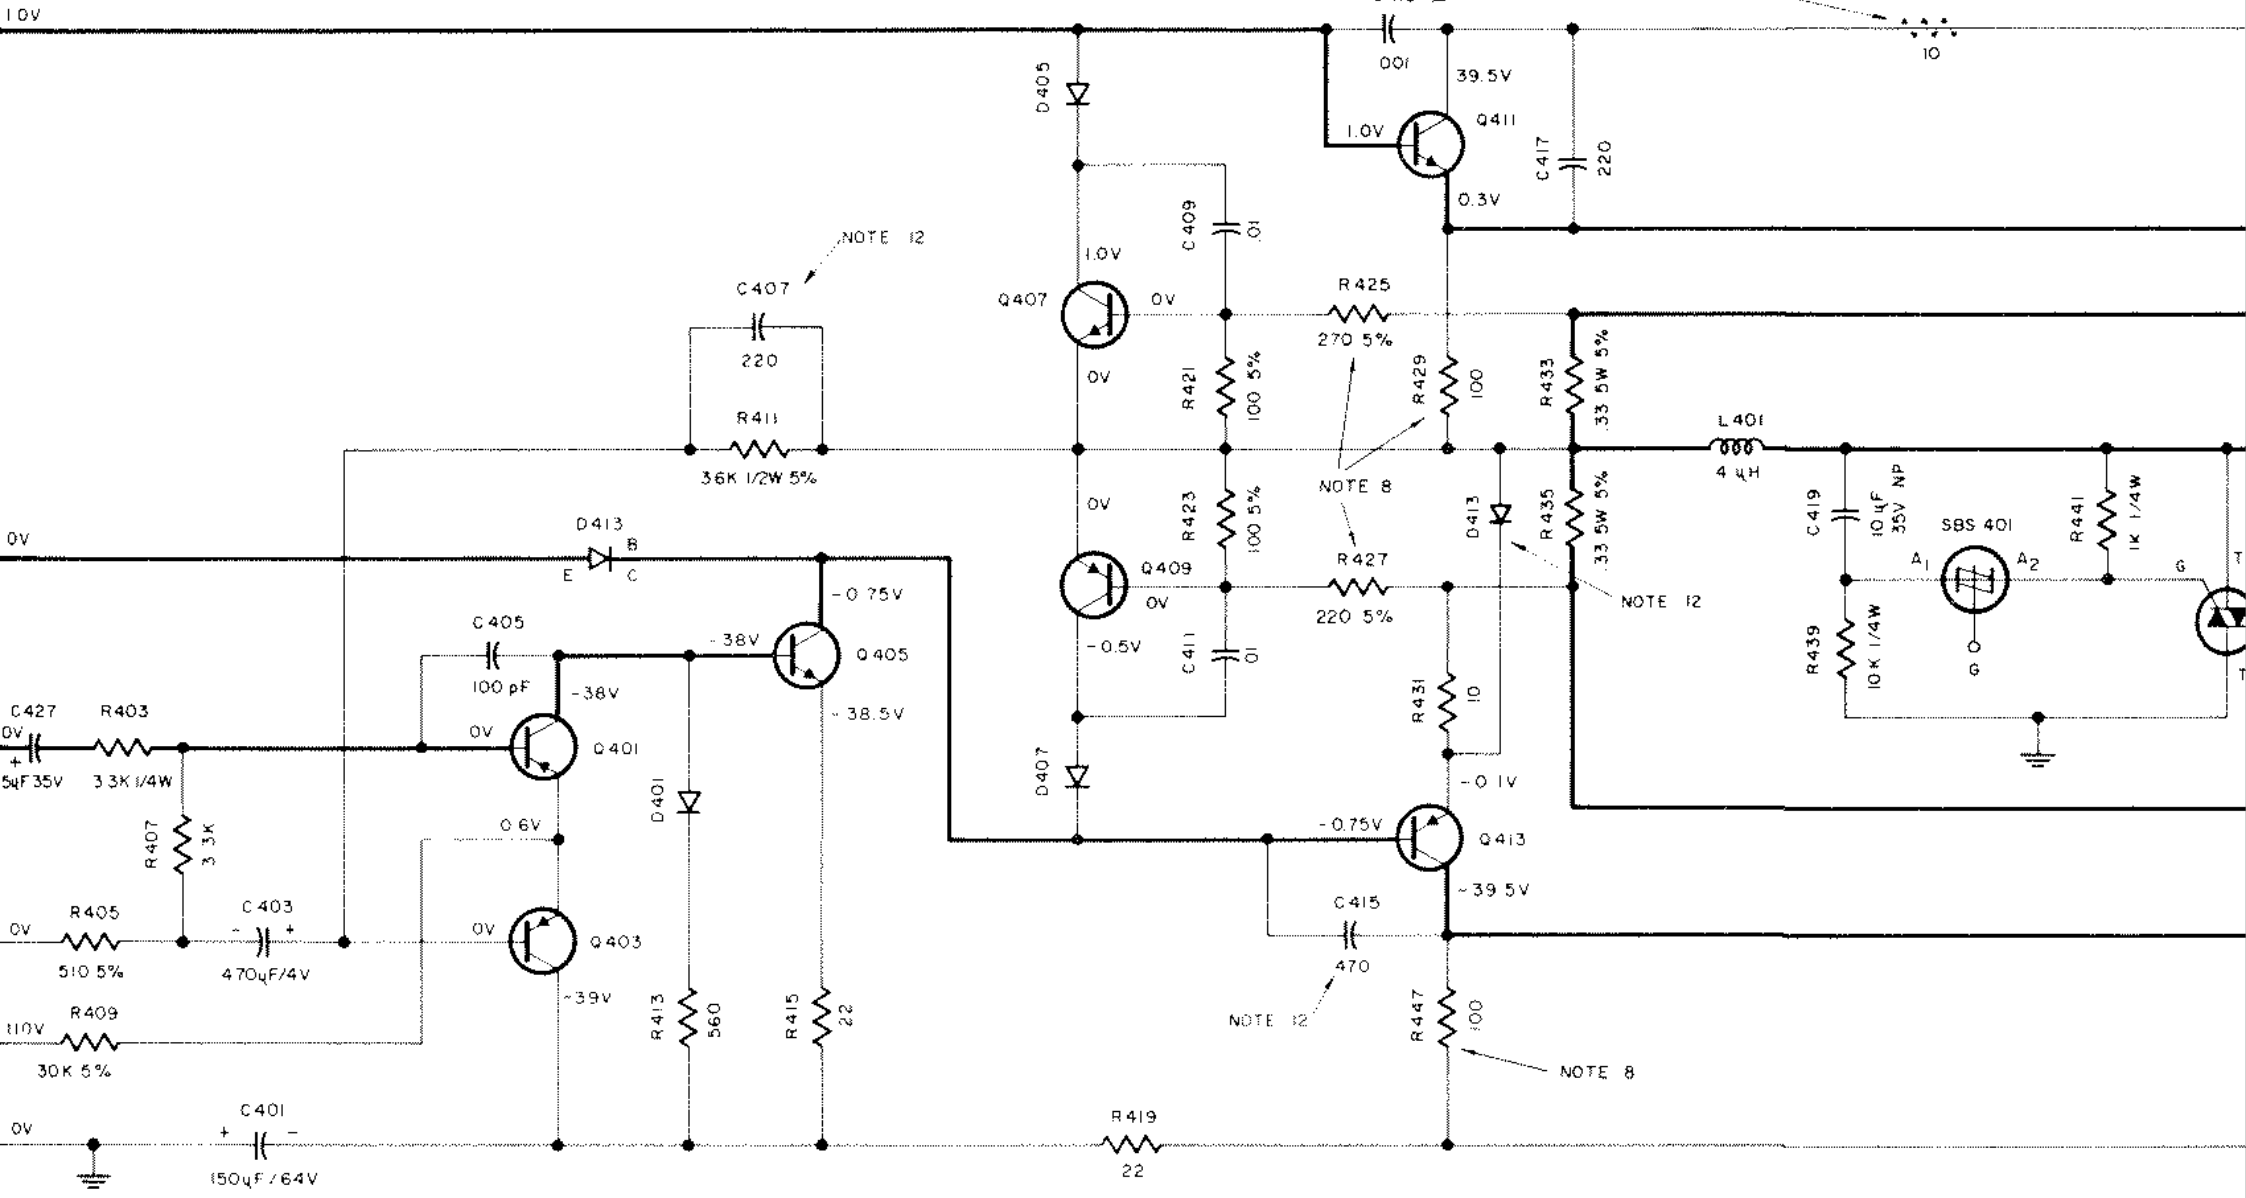 1.0V
001
10
39.5V
D405
Q411
1.0V
C417
220
0.3V
C409
.01
NOTE 12
1.0V
C407
R425
Q407
0V
220
270 5%
0V
R421
100 5%
R429
100
R433
.33 5W 5%
R411
L401
36K 1/2W 5%
4 µH
NOTE 8
0V
R423
100 5%
D413
R435
.33 5W 5%
C419
10 µF
35V NP
R441
1K 1/4W
SBS 401
D413
0V
B
E
C
R427
Q409
A1
A2
G
T
-0.75V
0V
NOTE 12
220 5%
C405
-38V
-0.5V
C411
.01
R439
10K 1/4W
Q405
G
T
100 pF
-38V
R431
10
C427
R403
-38.5V
0V
0V
Q401
+
5µF35V
3.3K 1/4W
D401
D407
-0.1V
0.6V
-0.75V
R407
3.3K
Q413
R405
C403
-39.5V
C415
0V
- +
0V
Q403
510 5%
470µF/4V
470
-39V
R409
R413
560
R415
22
R447
100
110V
NOTE 12
30K 5%
NOTE 8
C401
R419
0V
+ -
150µF/64V
22